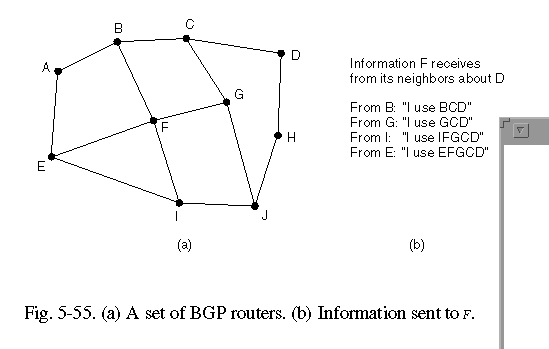 B
C
A
D
G
F
H
E
I
J
(a)
Information F receives
from its neighbors about D
From B: "I use BCD"
From G: "I use GCD"
From I: "I use IFGCD"
From E: "I use EFGCD"
(b)
Fig. 5-55. (a) A set of BGP routers. (b) Information sent to F.